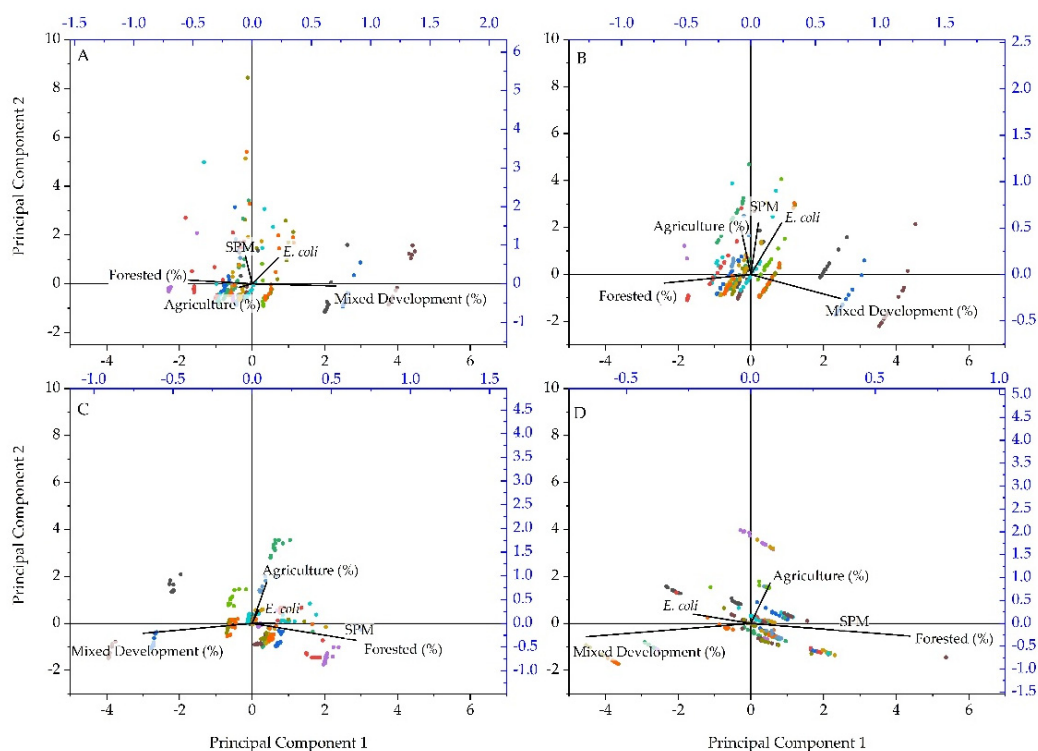 -1.5 -1.0 -0.5 0.0 0.5 1.0 1.5 2.0
10 A 6
8 5
6 4
4 3
2 SPM E. coli 2
Forested (%) 1
0 Agriculture (%) Mixed Development (%) 0
-2 -1
-4 -2 0 2 4 6
Principal Component 2
-1.0 -0.5 0.0 0.5 1.0 1.5
10 B 2.5
8 2.0
6 1.5
4 1.0
2 Agriculture (%) SPM E. coli 0.5
0 Forested (%) 0.0
-2 Mixed Development (%) -0.5
-4 -2 0 2 4 6
-1.0 -0.5 0.0 0.5 1.0 1.5
10 C 4.5
8 4.0
3.5
6 3.0
2.5
4 2.0
1.5
2 Agriculture (%) 1.0
E. coli 0.5
0 SPM 0.0
Mixed Development (%) Forested (%) -0.5
-2 -1.0
-4 -2 0 2 4 6
Principal Component 2
Principal Component 1
-0.5 0.0 0.5 1.0
10 D 5.0
4.5
8 4.0
3.5
6 3.0
2.5
4 2.0
1.5
2 Agriculture (%) 1.0
E. coli 0.5
0 SPM 0.0
Mixed Development (%) Forested (%) -0.5
-2 -1.0
-1.5
-4 -2 0 2 4 6
Principal Component 1